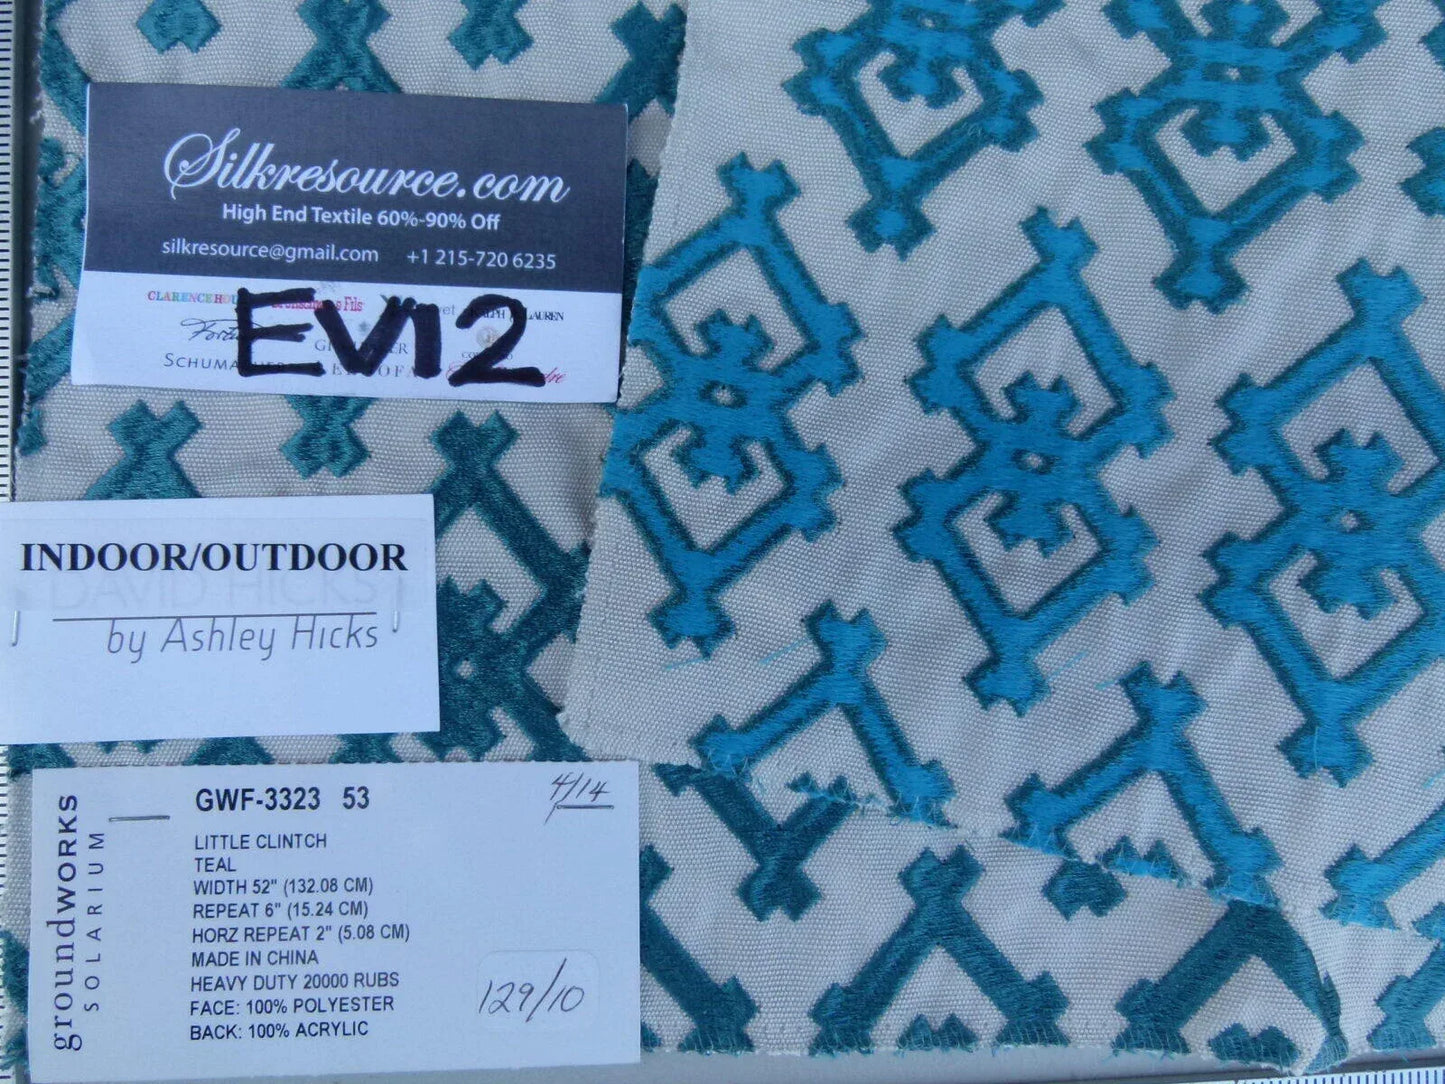 Silkresource.com
High End Textile 60%-90% Off
silkresource@gmail.com +1 215-720 6235
EV12
INDOOR/OUTDOOR
DAVID HICKS
by Ashley Hicks
groundworks
SOLARIUM
GWF-3323 53
4/14
LITTLE CLINTCH
TEAL
WIDTH 52" (132.08 CM)
REPEAT 6" (15.24 CM)
HORZ REPEAT 2" (5.08 CM)
MADE IN CHINA
HEAVY DUTY 20000 RUBS
FACE: 100% POLYESTER
BACK: 100% ACRYLIC
129/10